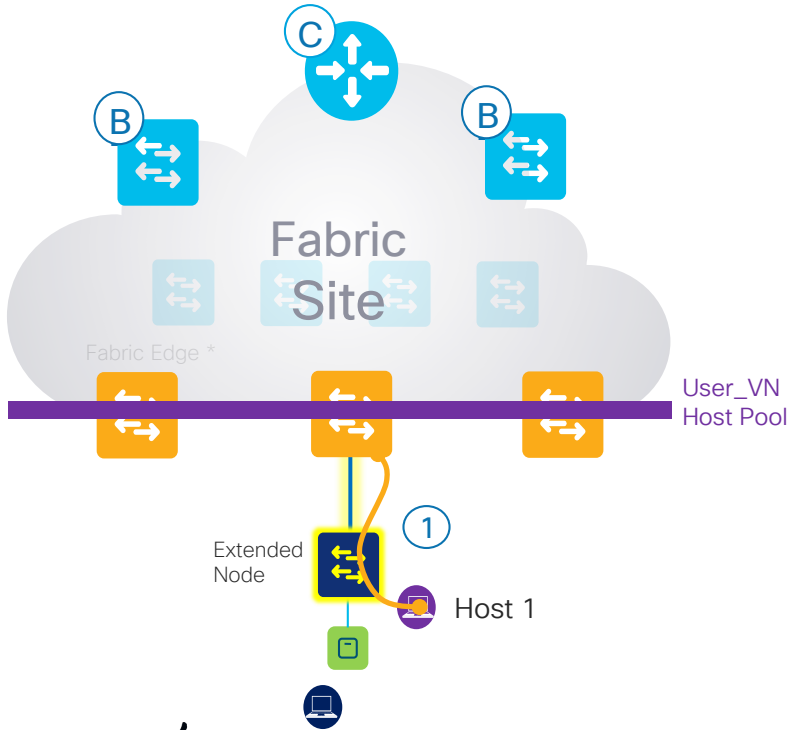 C
B
B
Fabric
Site
Fabric Edge *
User_VN
Host Pool
1
Extended
Node
Host 1